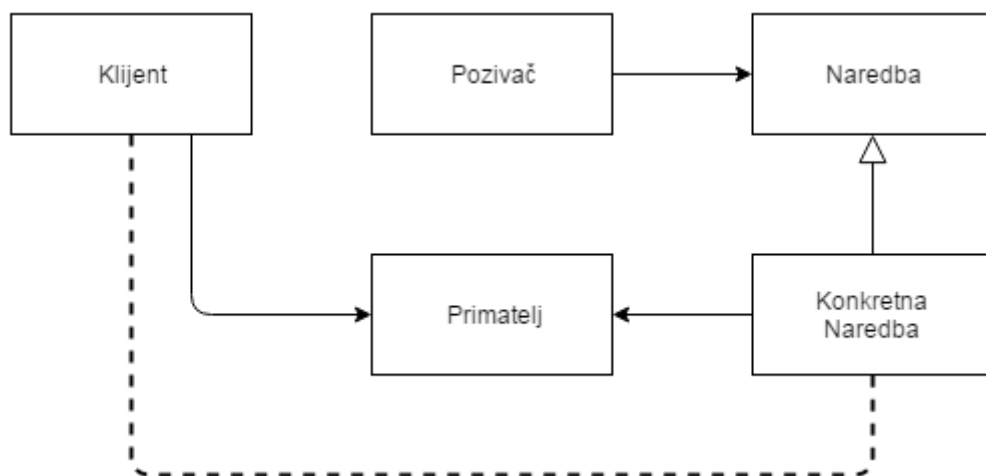 Klijent
Pozivač
Naredba
Primatelj
Konkretna
Naredba